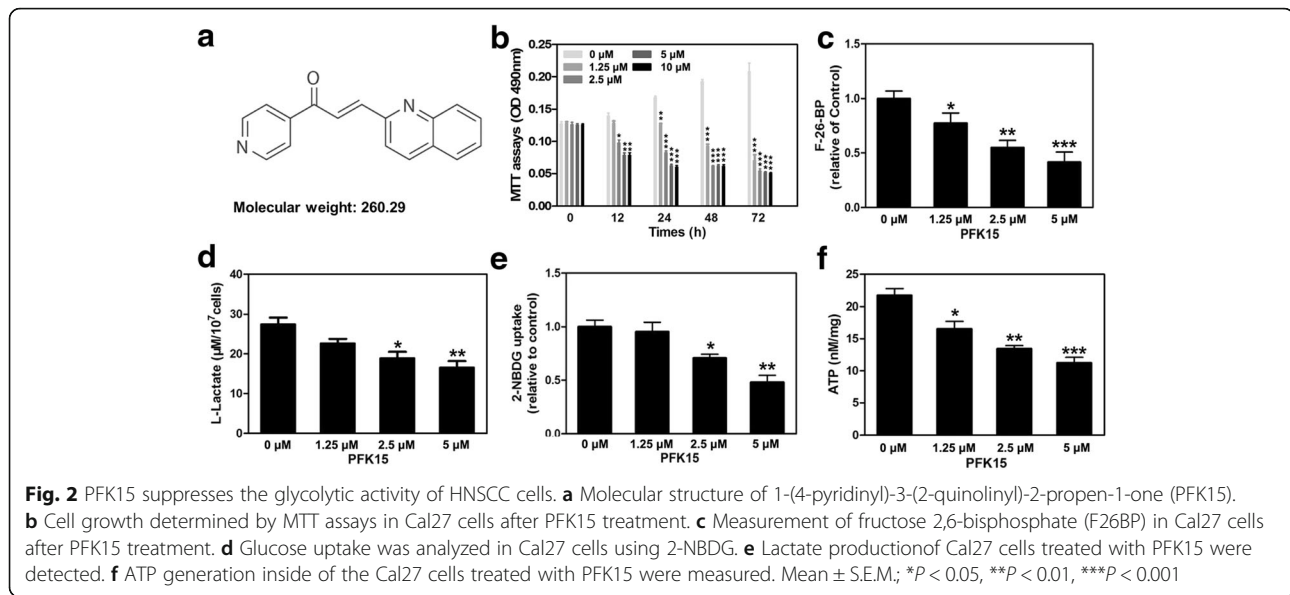 a
O
N
N
Molecular weight: 260.29
b
MTT assays (OD 490nm)
0.25
0.20
0.15
0.10
0.05
0.00
0 µM
1.25 µM
2.5 µM
5 µM
10 µM
0 12 24 48 72
Times (h)
c
F-26-BP
(relative of Control)
1.5
1.0
0.5
0.0
* ** ***
0 µM 1.25 µM 2.5 µM 5 µM
PFK15
d
L-Lactate (µM/10⁷cells)
40
30
20
10
0
* **
0 µM 1.25 µM 2.5 µM 5 µM
PFK15
e
2-NBDG uptake
(relative to control)
1.5
1.0
0.5
0.0
* **
0 µM 1.25 µM 2.5 µM 5 µM
PFK15
f
ATP (nM/mg)
25
20
15
10
5
0
* ** ***
0 µM 1.25 µM 2.5 µM 5 µM
PFK15
Fig. 2 PFK15 suppresses the glycolytic activity of HNSCC cells. a Molecular structure of 1-(4-pyridinyl)-3-(2-quinolinyl)-2-propen-1-one (PFK15).
b Cell growth determined by MTT assays in Cal27 cells after PFK15 treatment. c Measurement of fructose 2,6-bisphosphate (F26BP) in Cal27 cells
after PFK15 treatment. d Glucose uptake was analyzed in Cal27 cells using 2-NBDG. e Lactate productionof Cal27 cells treated with PFK15 were
detected. f ATP generation inside of the Cal27 cells treated with PFK15 were measured. Mean ± S.E.M.; *P < 0.05, **P < 0.01, ***P < 0.001